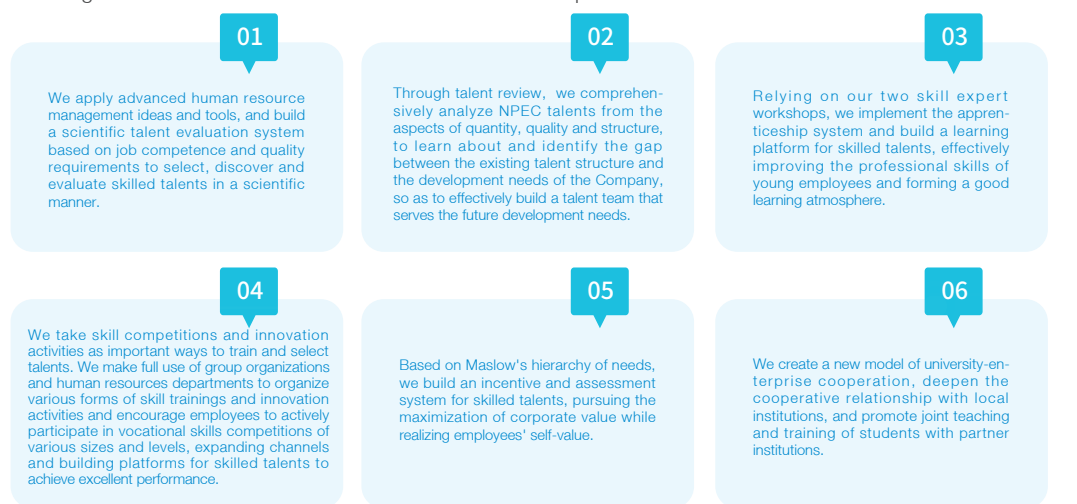 01
We apply advanced human resource
management ideas and tools, and build
a scientific talent evaluation system
based on job competence and quality
requirements to select, discover and
evaluate skilled talents in a scientific
manner.
02
Through talent review, we comprehen-
sively analyze NPEC talents from the
aspects of quantity, quality and structure,
to learn about and identify the gap
between the existing talent structure and
the development needs of the Company,
so as to effectively build a talent team that
serves the future development needs.
03
Relying on our two skill expert
workshops, we implement the appren-
ticeship system and build a learning
platform for skilled talents, effectively
improving the professional skills of
young employees and forming a good
learning atmosphere.
04
We take skill competitions and innovation
activities as important ways to train and select
talents. We make full use of group organizations
and human resources departments to organize
various forms of skill trainings and innovation
activities and encourage employees to actively
participate in vocational skills competitions of
various sizes and levels, expanding channels
and building platforms for skilled talents to
achieve excellent performance.
05
Based on Maslow's hierarchy of needs,
we build an incentive and assessment
system for skilled talents, pursuing the
maximization of corporate value while
realizing employees' self-value.
06
We create a new model of university-en-
terprise cooperation, deepen the
cooperative relationship with local
institutions, and promote joint teaching
and training of students with partner
institutions.